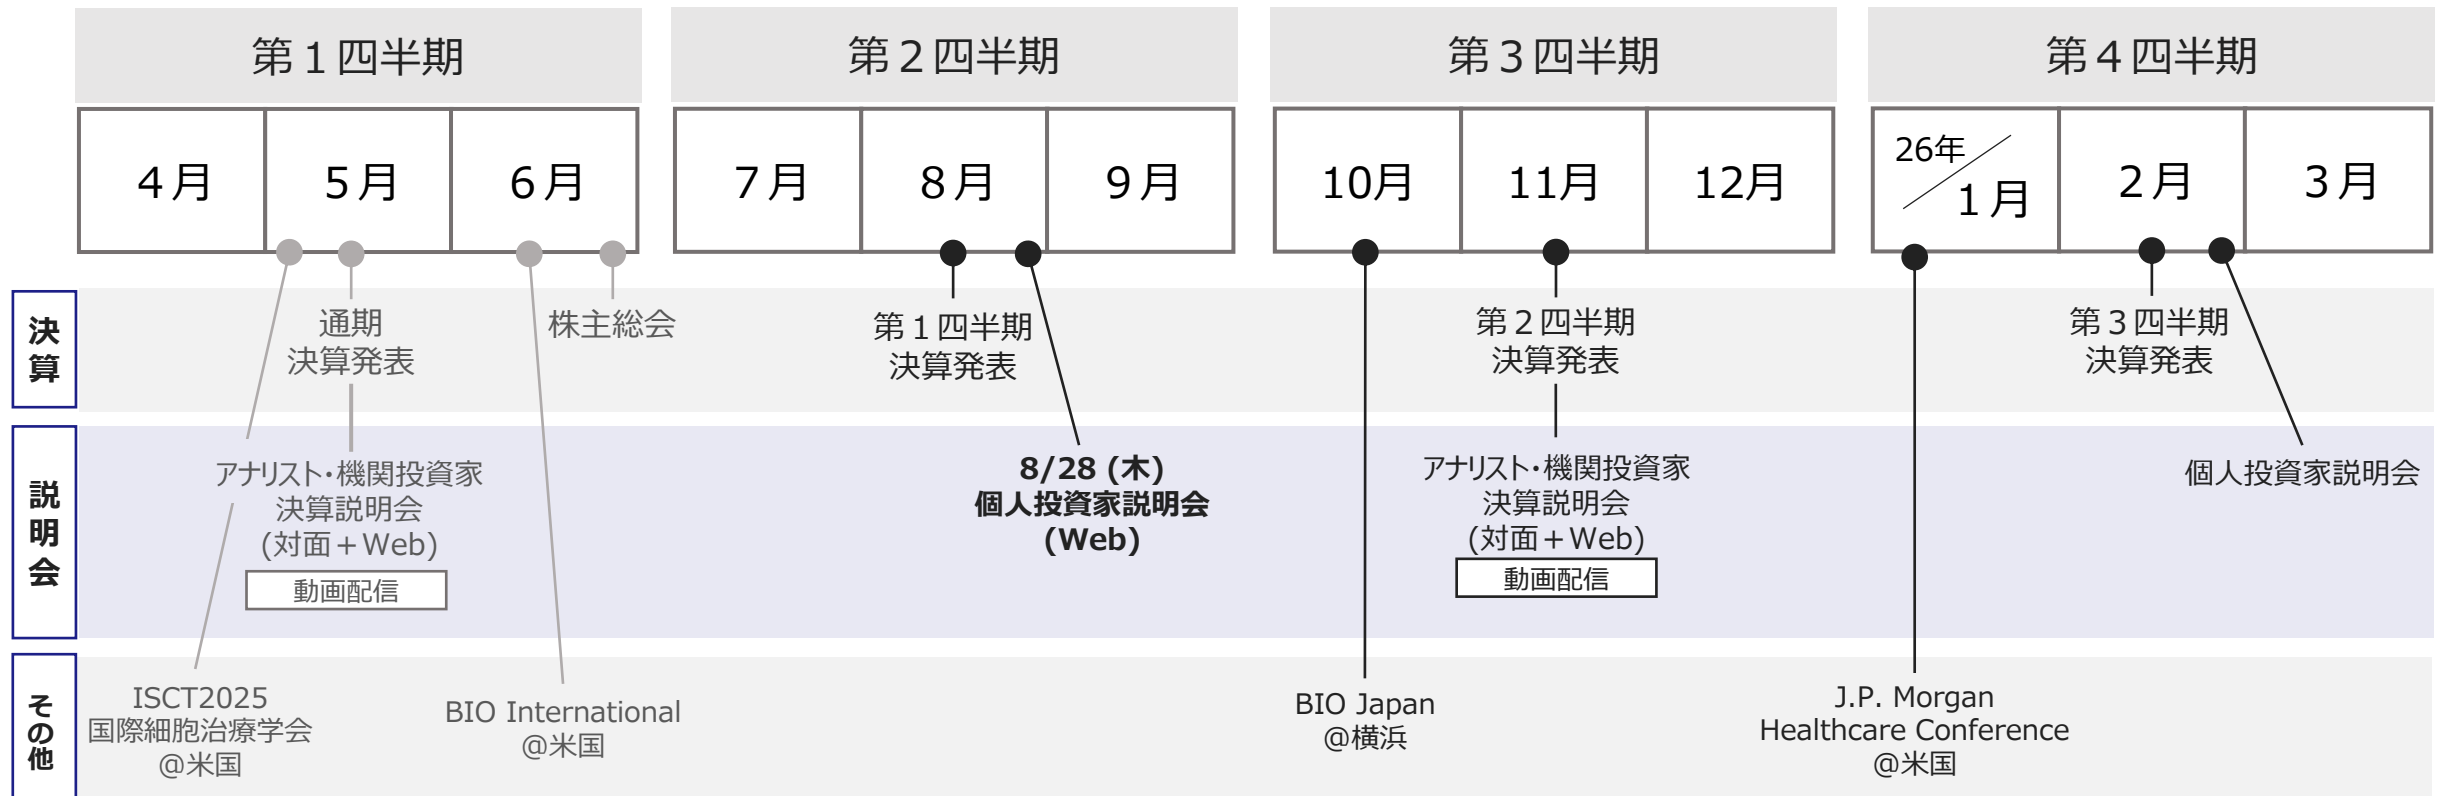 第１四半期
第２四半期
第３四半期
第４四半期
４月
５月
６月
７月
８月
９月
10月
11月
12月
26年
１月
２月
３月
決算
通期
決算発表
株主総会
第１四半期
決算発表
第２四半期
決算発表
第３四半期
決算発表
説明会
アナリスト・機関投資家
決算説明会
(対面＋Web)
動画配信
8/28 (木)
個人投資家説明会
(Web)
アナリスト・機関投資家
決算説明会
(対面＋Web)
動画配信
個人投資家説明会
その他
ISCT2025
国際細胞治療学会
@米国
BIO International
@米国
BIO Japan
@横浜
J.P. Morgan
Healthcare Conference
@米国